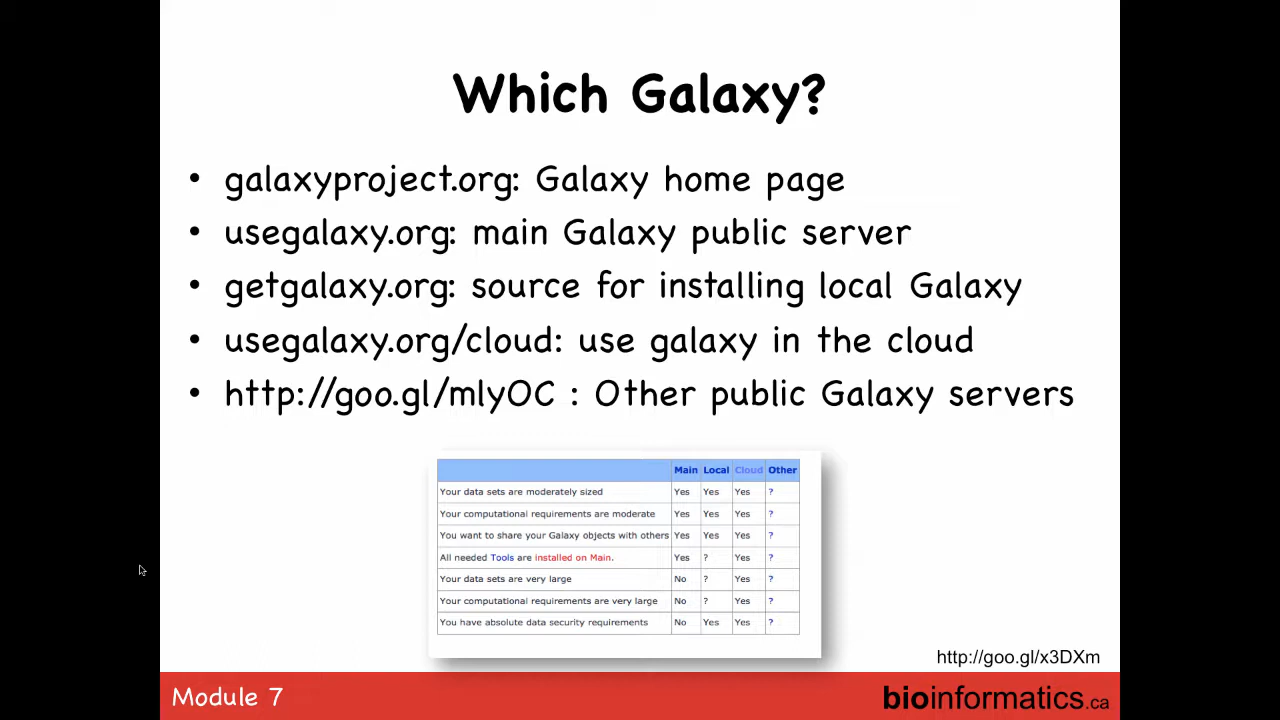 Which Galaxy?
• galaxyproject.org: Galaxy home page
• usegalaxy.org: main Galaxy public server
• getgalaxy.org: source for installing local Galaxy
• usegalaxy.org/cloud: use galaxy in the cloud
• http://goo.gl/mlyOC : Other public Galaxy servers
Main Local Cloud Other
Your data sets are moderately sized Yes Yes Yes ?
Your computational requirements are moderate Yes Yes Yes ?
You want to share your Galaxy objects with others Yes Yes Yes ?
All needed Tools are installed on Main. Yes ? Yes ?
Your data sets are very large No ? Yes ?
Your computational requirements are very large No ? Yes ?
You have absolute data security requirements No Yes Yes ?
http://goo.gl/x3DXm
Module 7
bioinformatics.ca